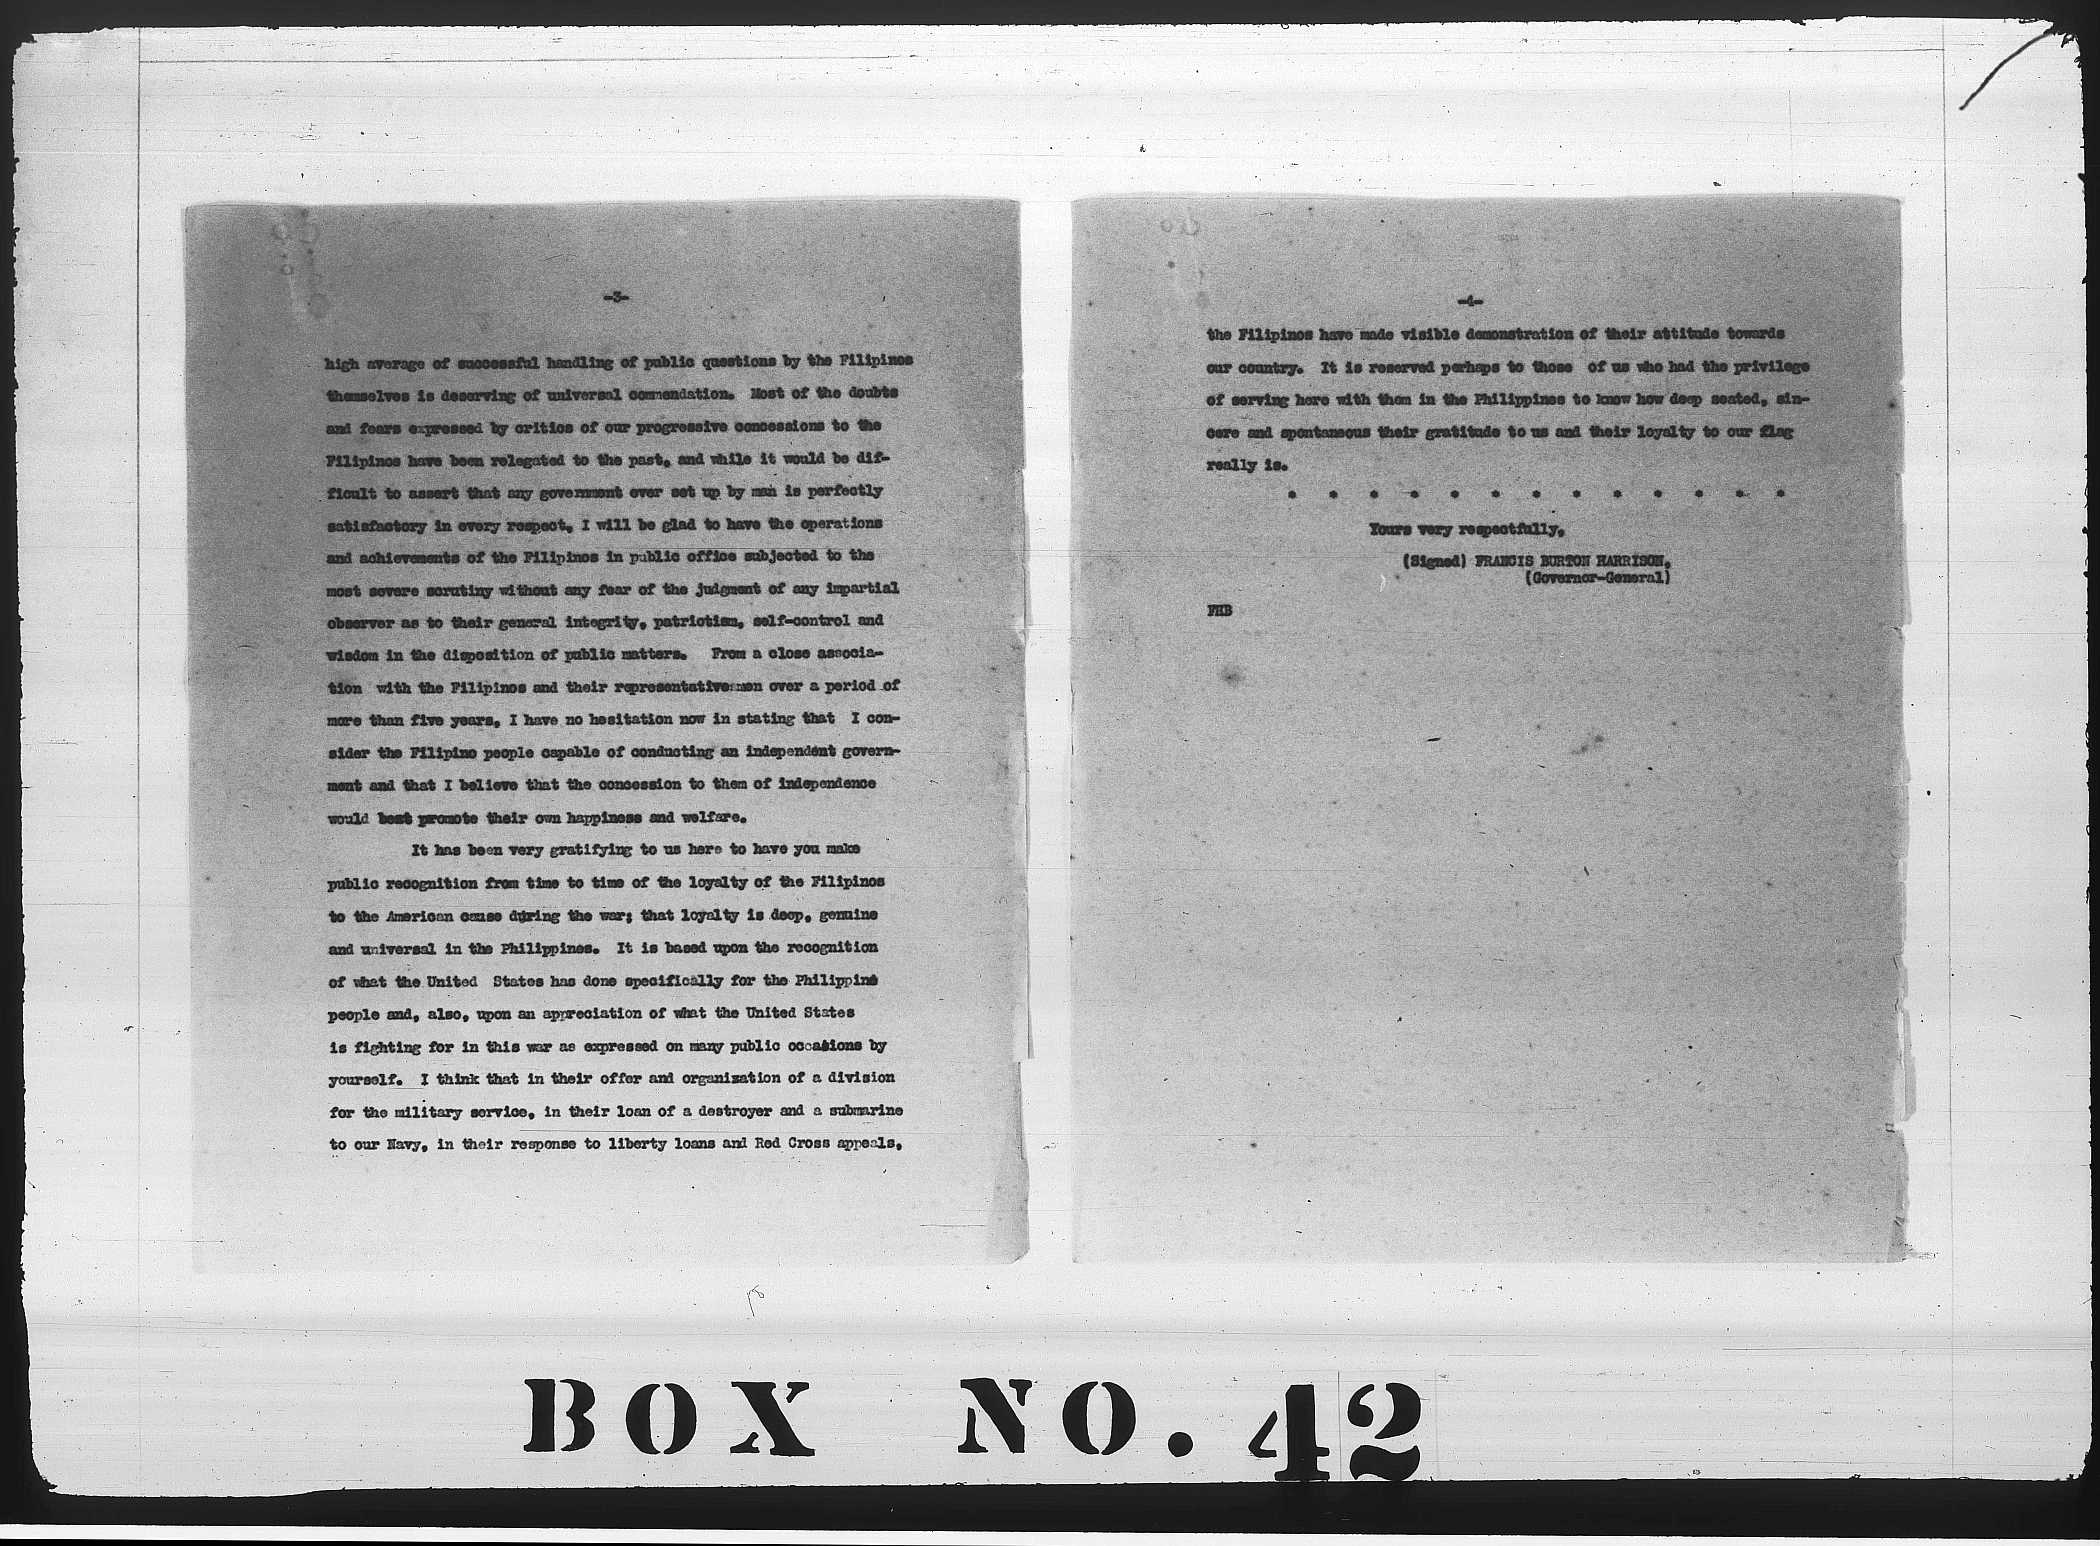 -3-
high average of successful handling of public questions by the Filipinos
themselves is deserving of universal commendation. Most of the doubts
and fears expressed by critics of our progressive concessions to the
Filipinos have been relegated to the past, and while it would be dif-
ficult to assert that any government ever set up by man is perfectly
satisfactory in every respect, I will be glad to have the operations
and achievements of the Filipinos in public office subjected to the
most severe scrutiny without any fear of the judgment of any impartial
observer as to their general integrity, patriotism, self-control and
wisdom in the disposition of public matters. From a close associa-
tion with the Filipinos and their representative men over a period of
more than five years, I have no hesitation now in stating that I con-
sider the Filipino people capable of conducting an independent govern-
ment and that I believe that the concession to them of independence
would best promote their own happiness and welfare.
It has been very gratifying to us here to have you make
public recognition from time to time of the loyalty of the Filipinos
to the American cause during the war; that loyalty is deep, genuine
and universal in the Philippines. It is based upon the recognition
of what the United States has done specifically for the Philippine
people and, also, upon an appreciation of what the United States
is fighting for in this war as expressed on many public occasions by
yourself. I think that in their offer and organization of a division
for the military service, in their loan of a destroyer and a submarine
to our Navy, in their response to liberty loans and Red Cross appeals,
-4-
the Filipinos have made visible demonstration of their attitude towards
our country. It is reserved perhaps to those of us who had the privilege
of serving here with them in the Philippines to know how deep seated, sin-
cere and spontaneous their gratitude to us and their loyalty to our flag
really is.
* * * * * * * * * * * * *
Yours very respectfully,
(Signed) FRANCIS BURTON HARRISON,
(Governor-General)
FHB
BOX NO. 42